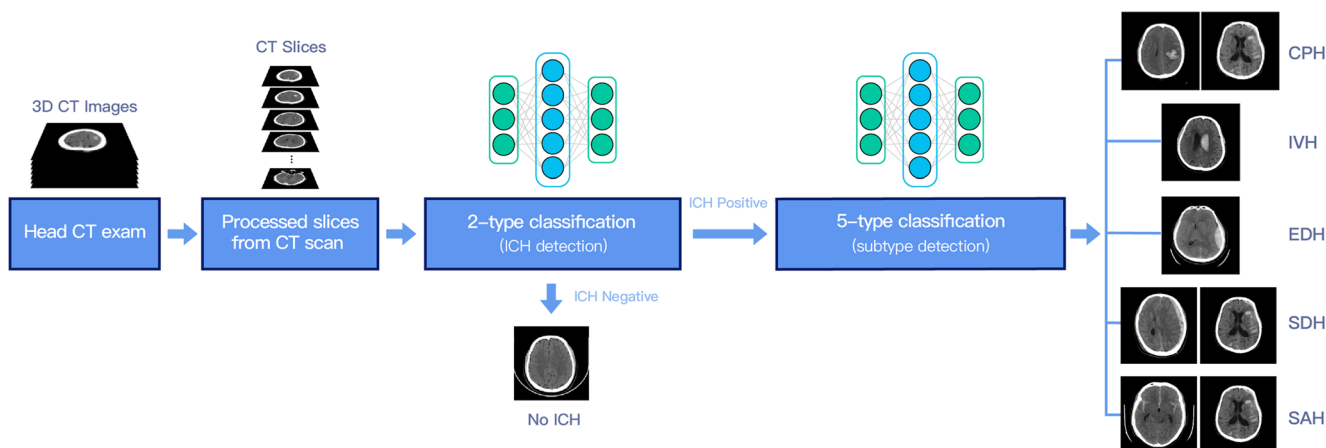 3D CT Images
CT Slices
Head CT exam
Processed slices
from CT scan
2-type classification
(ICH detection)
ICH Negative
No ICH
ICH Positive
5-type classification
(subtype detection)
CPH
IVH
EDH
SDH
SAH